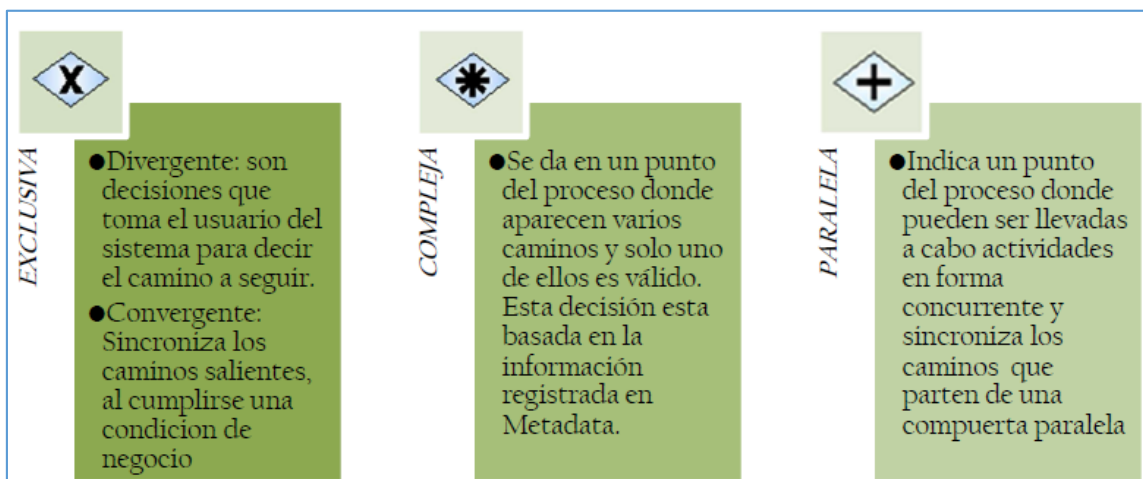 X
EXCLUSIVA
●Divergente: son
decisiones que
toma el usuario del
sistema para decir
el camino a seguir.
●Convergente:
Sincroniza los
caminos salientes,
al cumplirse una
condicion de
negocio
COMPLEJA
●Se da en un punto
del proceso donde
aparecen varios
caminos y solo uno
de ellos es válido.
Esta decisión esta
basada en la
información
registrada en
Metadata.
PARALELA
●Indica un punto
del proceso donde
pueden ser llevadas
a cabo actividades
en forma
concurrente y
sincroniza los
caminos que
parten de una
compuerta paralela